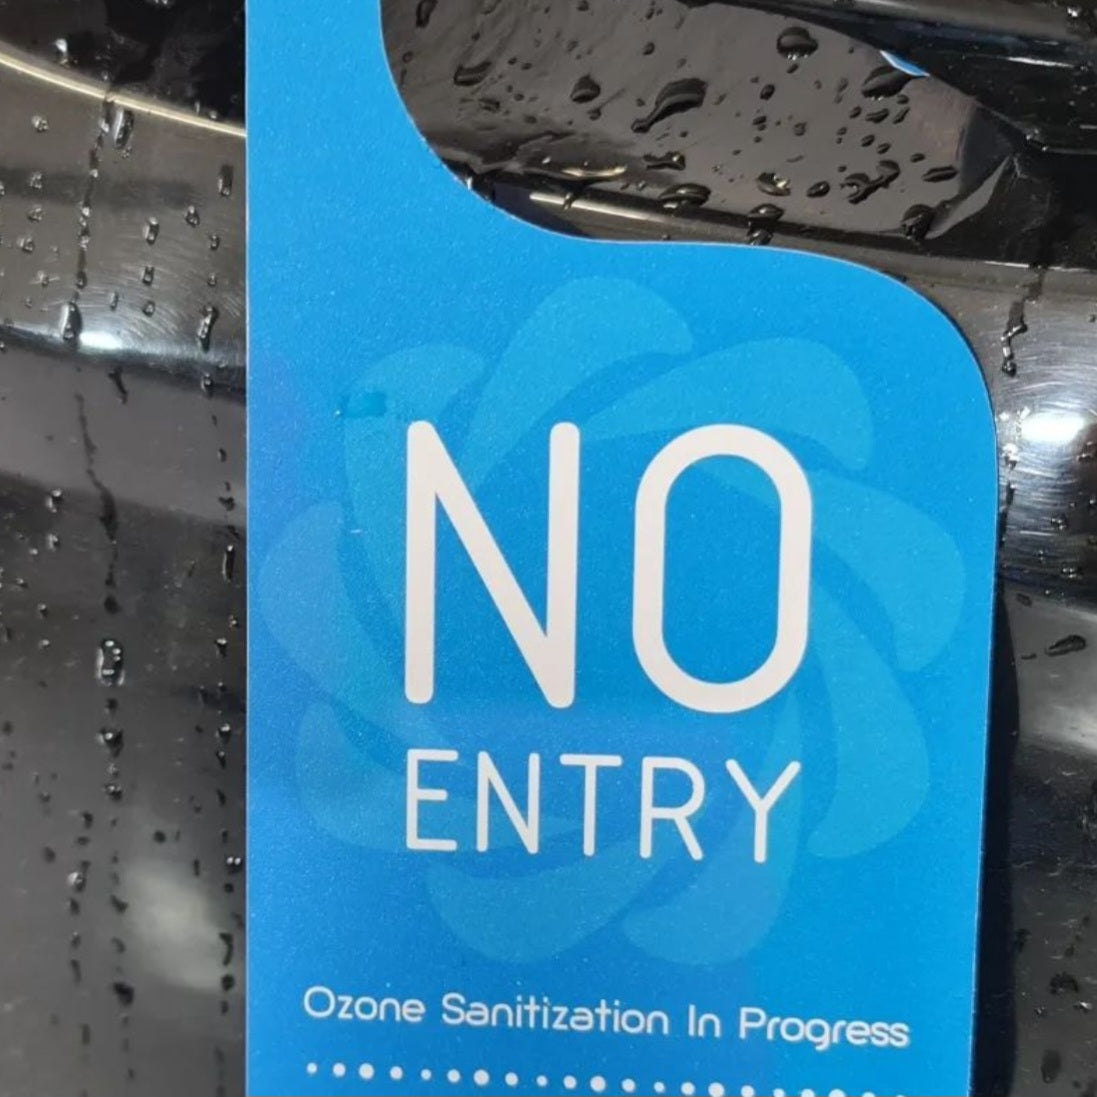 NO
ENTRY
Ozone Sanitization In Progress